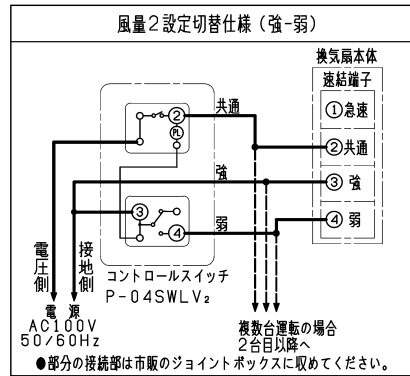 風量2設定切替仕様（強-弱）
換気扇本体
速結端子
①急速
②共通
③強
④弱
共通
②
PL
強
③
弱
④
コントロールスイッチ
P-04SWLV₂
電圧側
接地側
電源
AC100V
50/60Hz
複数台運転の場合
2台目以降へ
●部分の接続部は市販のジョイントボックスに収めてください。